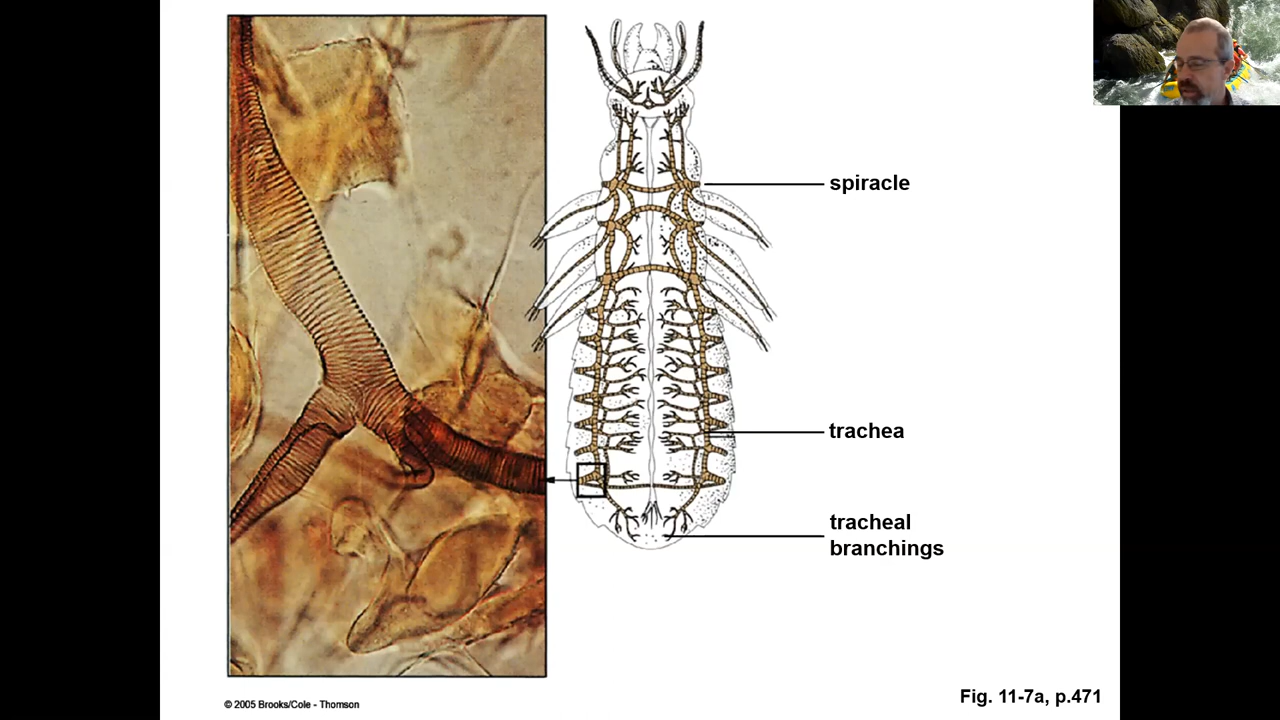 spiracle
trachea
tracheal
branchings
© 2005 Brooks/Cole - Thomson
Fig. 11-7a, p.471